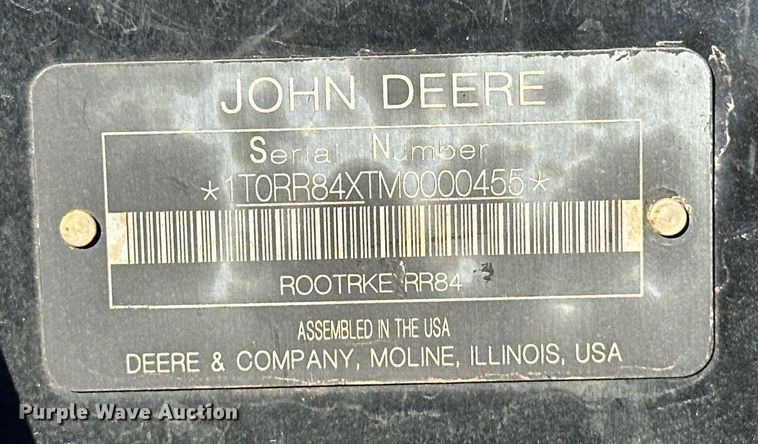 JOHN DEERE
Serial Number
*1T0RR84XTM0000455*
ROOTRKE RR84
ASSEMBLED IN THE USA
DEERE & COMPANY, MOLINE, ILLINOIS, USA
Purple Wave Auction